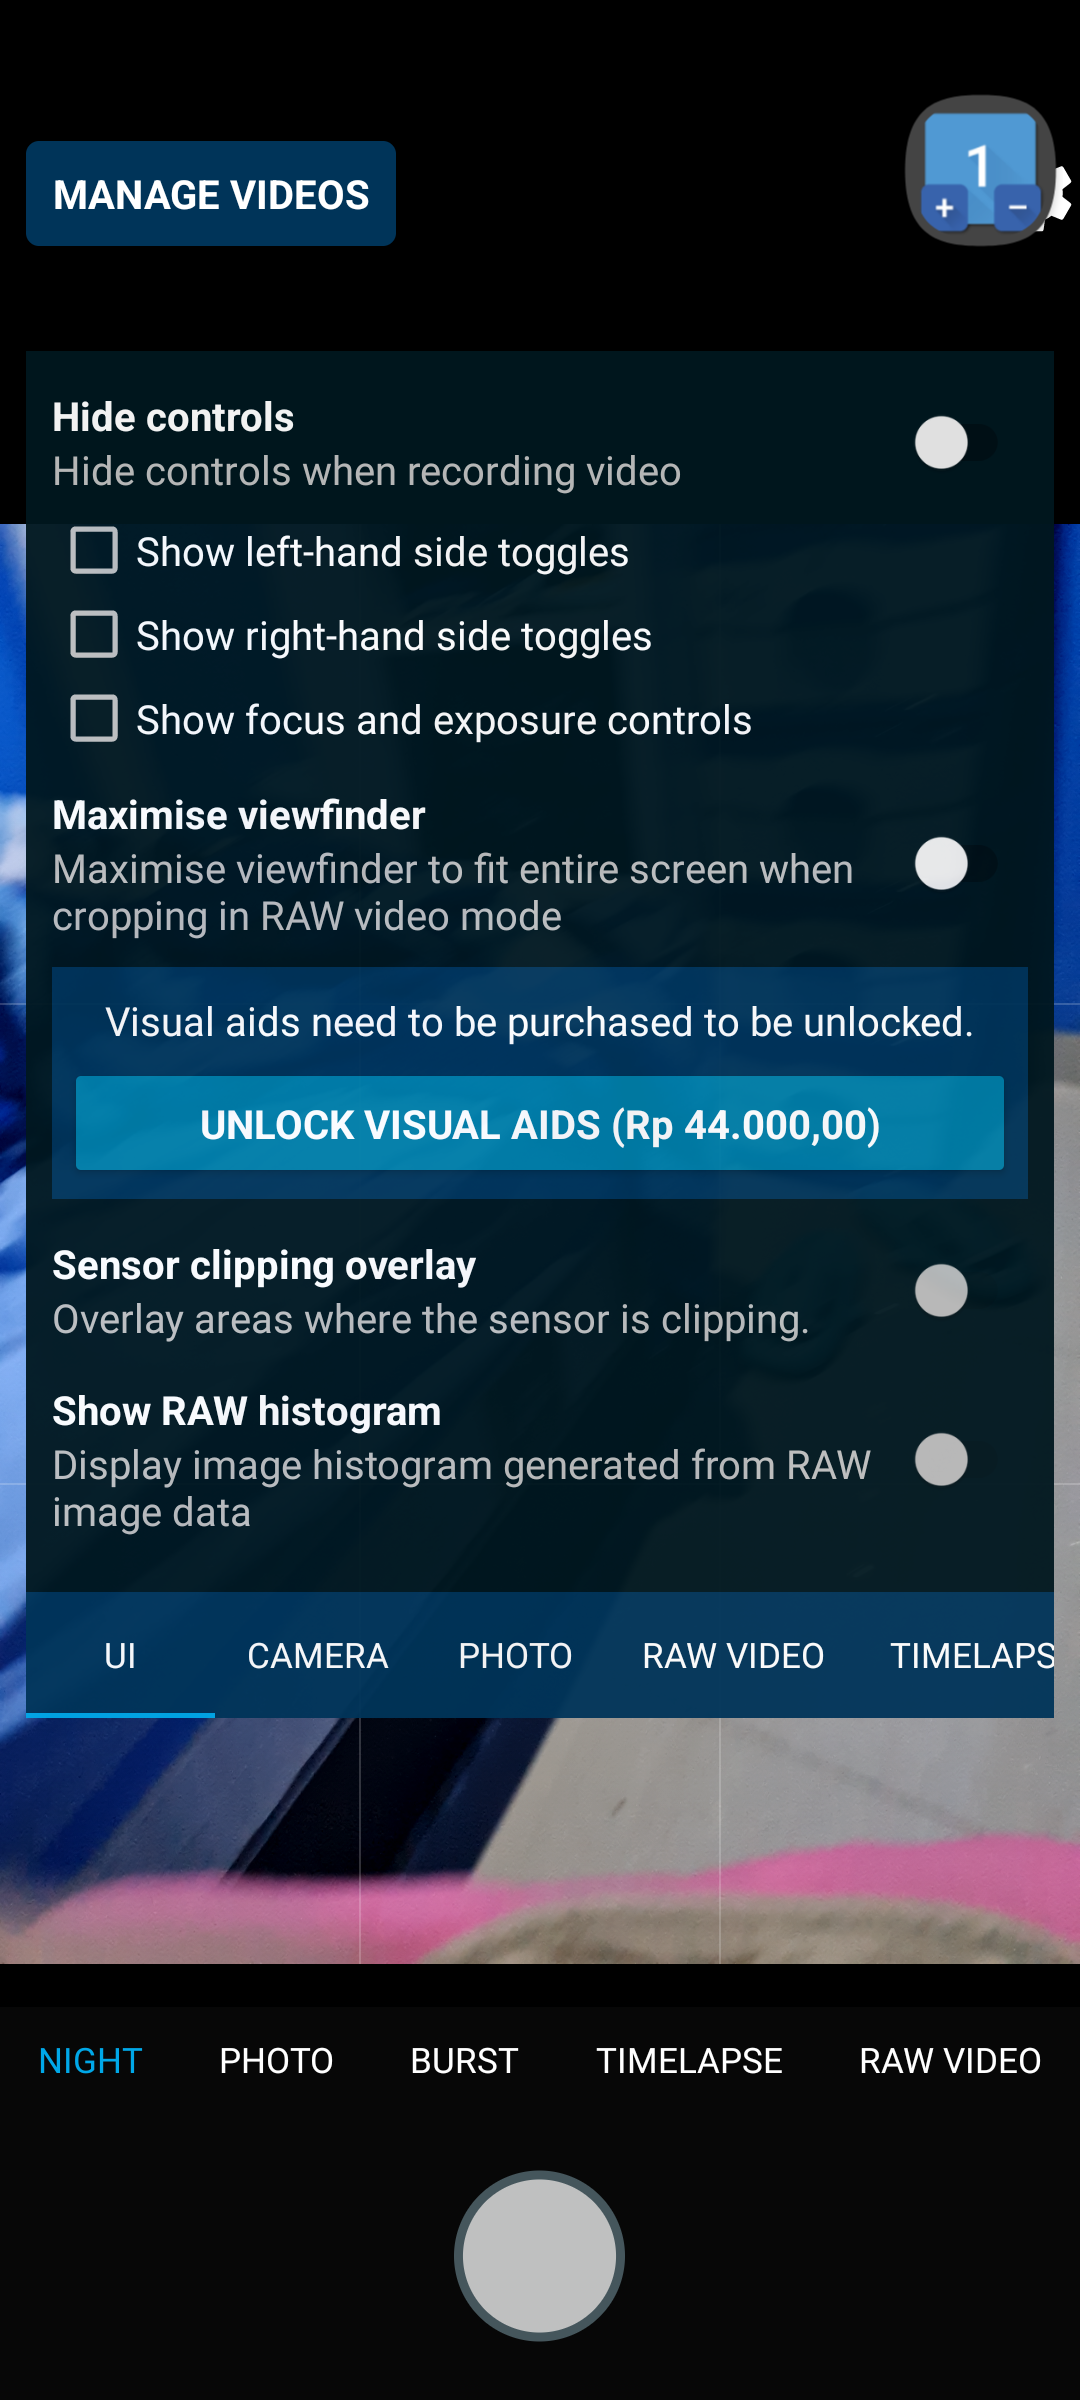 MANAGE VIDEOS
1
+ −
Hide controls
Hide controls when recording video
Show left-hand side toggles
Show right-hand side toggles
Show focus and exposure controls
Maximise viewfinder
Maximise viewfinder to fit entire screen when
cropping in RAW video mode
Visual aids need to be purchased to be unlocked.
UNLOCK VISUAL AIDS (Rp 44.000,00)
Sensor clipping overlay
Overlay areas where the sensor is clipping.
Show RAW histogram
Display image histogram generated from RAW
image data
UI CAMERA PHOTO RAW VIDEO TIMELAPS
NIGHT PHOTO BURST TIMELAPSE RAW VIDEO